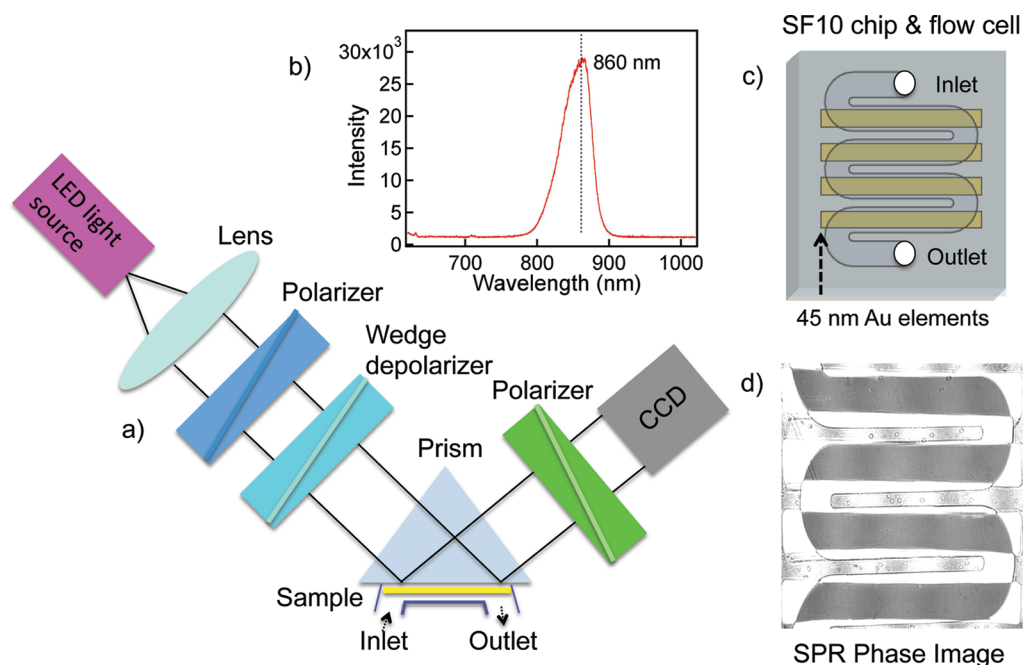 a)
LED light
source
Lens
Polarizer
Wedge
depolarizer
Prism
Polarizer
CCD
Sample
Inlet
Outlet
b)
30x10³
25
20
15
10
5
0
Intensity
860 nm
700
800
900
1000
Wavelength (nm)
SF10 chip & flow cell
c)
Inlet
Outlet
45 nm Au elements
d)
SPR Phase Image